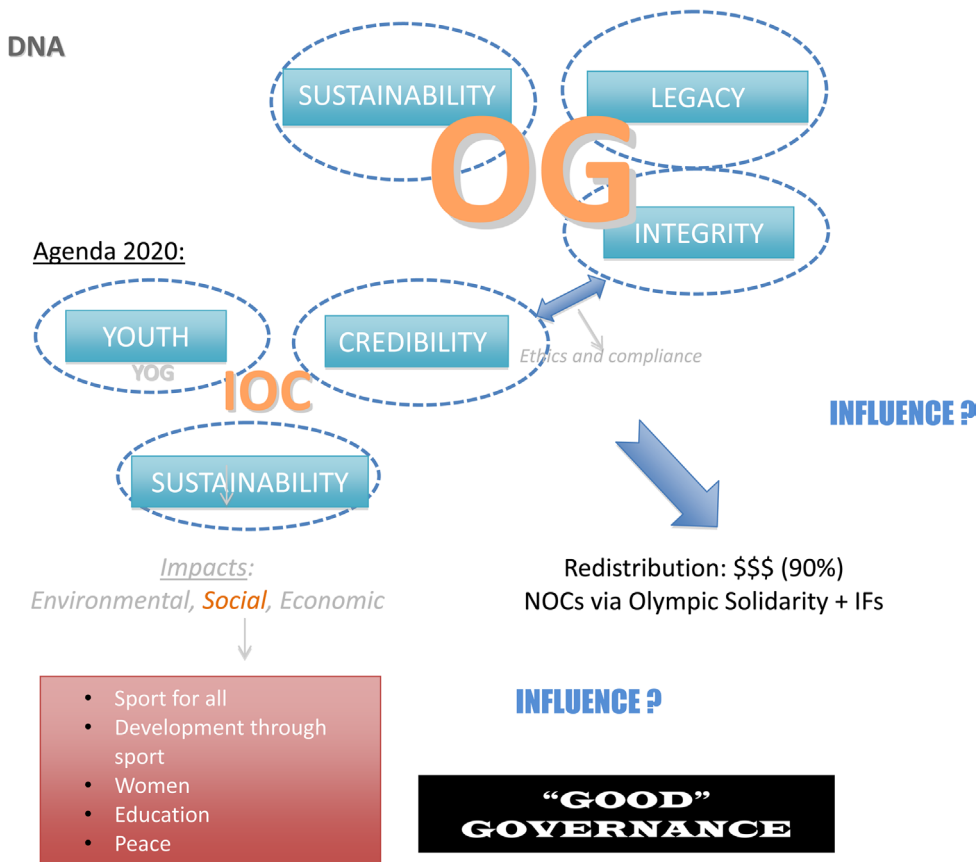 DNA
SUSTAINABILITY
LEGACY
OG
INTEGRITY
Agenda 2020:
YOUTH
YOG
CREDIBILITY
Ethics and compliance
IOC
INFLUENCE ?
SUSTAINABILITY
Impacts:
Environmental, Social, Economic
Redistribution: $$$ (90%)
NOCs via Olympic Solidarity + IFs
• Sport for all
• Development through
sport
• Women
• Education
• Peace
INFLUENCE ?
“GOOD”
GOVERNANCE